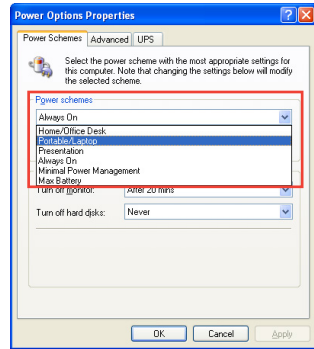 Power Options Properties
Power Schemes Advanced UPS
Select the power scheme with the most appropriate settings for
this computer. Note that changing the settings below will modify
the selected scheme.
Power schemes
Always On
Home/Office Desk
Portable/Laptop
Presentation
Always On
Minimal Power Management
Max Battery
Turn off monitor: After 20 mins
Turn off hard disks: Never
OK Cancel Apply